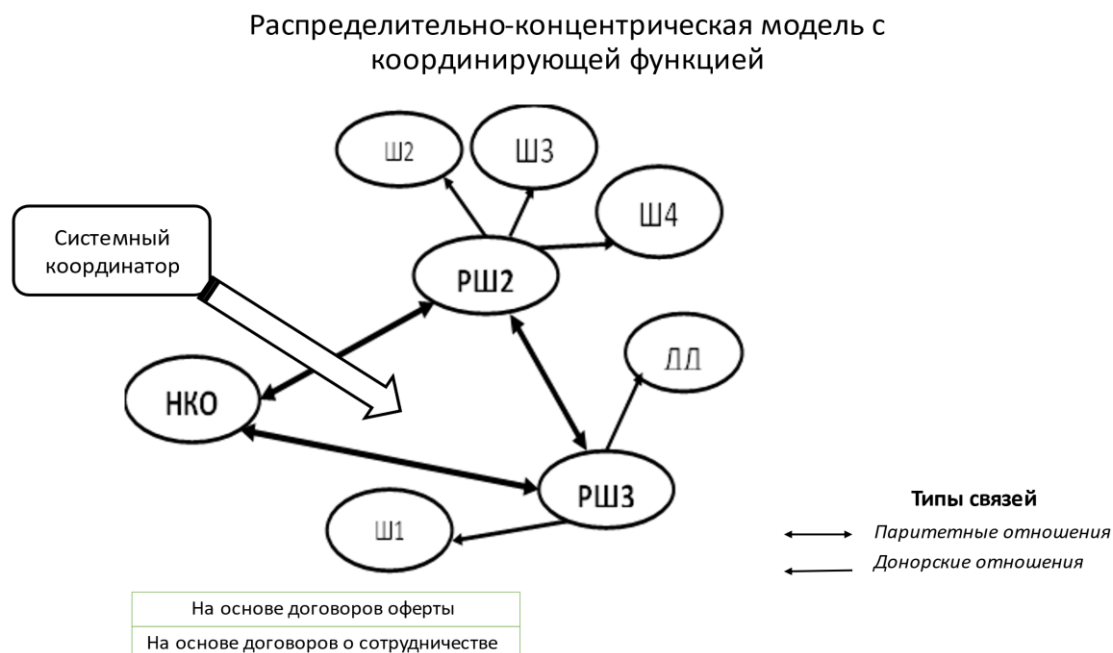 Распределительно-концентрическая модель с
координирующей функцией
Ш2
Ш3
Ш4
Системный
координатор
РШ2
ДД
НКО
РШ3
Ш1
Типы связей
Паритетные отношения
Донорские отношения
На основе договоров оферты
На основе договоров о сотрудничестве